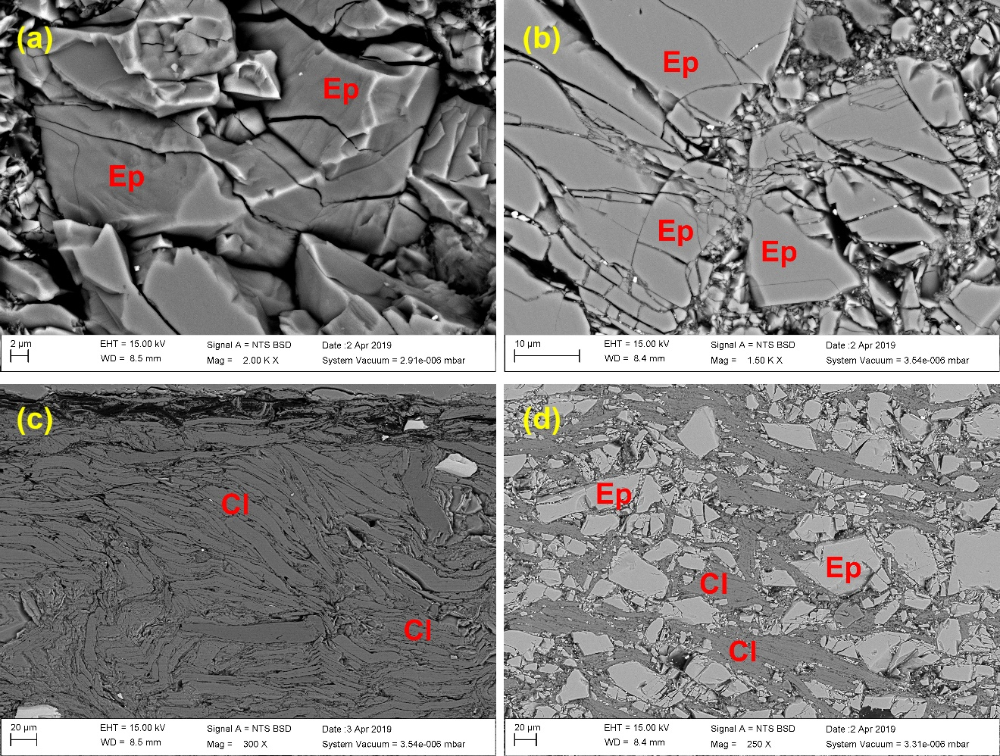 (a)
Ep
Ep
2 µm
EHT = 15.00 kV
WD = 8.5 mm
Signal A = NTS BSD
Mag = 2.00 K X
Date :2 Apr 2019
System Vacuum = 2.91e-006 mbar
(b)
Ep
Ep
Ep
10 µm
EHT = 15.00 kV
WD = 8.4 mm
Signal A = NTS BSD
Mag = 1.50 K X
Date :2 Apr 2019
System Vacuum = 3.54e-006 mbar
(c)
Cl
Cl
20 µm
EHT = 15.00 kV
WD = 8.5 mm
Signal A = NTS BSD
Mag = 300 X
Date :3 Apr 2019
System Vacuum = 3.54e-006 mbar
(d)
Ep
Ep
Cl
Cl
20 µm
EHT = 15.00 kV
WD = 8.4 mm
Signal A = NTS BSD
Mag = 250 X
Date :2 Apr 2019
System Vacuum = 3.31e-006 mbar